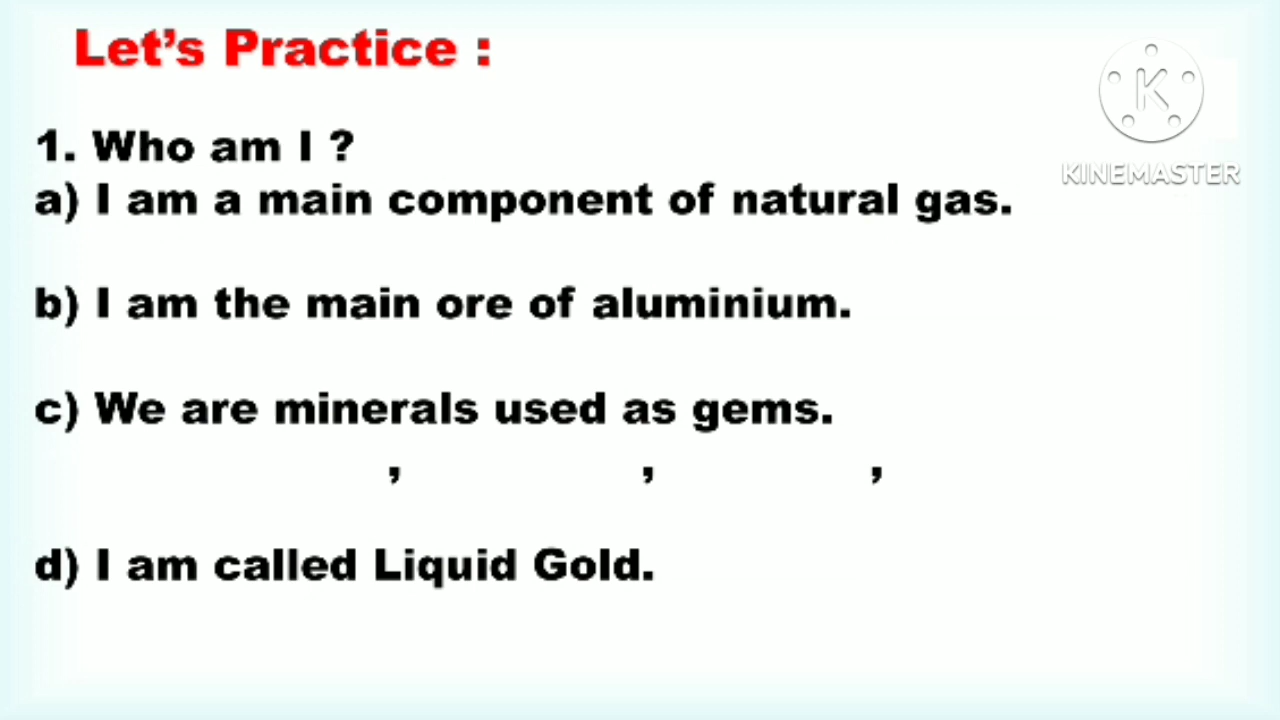 Let's Practice :
K
KINEMASTER
1. Who am I ?
a) I am a main component of natural gas.
b) I am the main ore of aluminium.
c) We are minerals used as gems.
, , ,
d) I am called Liquid Gold.